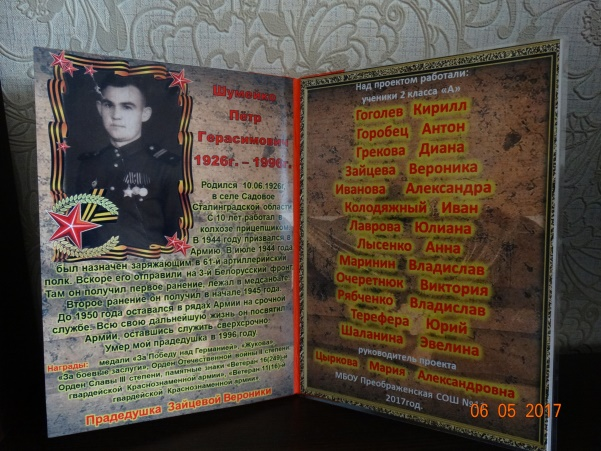 Шумейко
Пётр
Герасимович
1926г. – 1996г.
Родился 10.06.1926г
в селе Садовое
Сталинградской области
С 10 лет работал в
колхозе прицепщиком
В 1944 году призвался в
Армию. В июле 1944 года
был назначен заряжающим в 61-й артиллерийский
полк. Вскоре его отправили на 3-й Белорусский фронт.
Там он получил первое ранение, лежал в медсанбате.
Второе ранение он получил в начале 1945 года
До 1950 года оставался в рядах Армии на срочной
службе. Всю свою дальнейшую жизнь он посвятил
Армии, оставшись служить сверхсрочно.
Умер мой прадедушка в 1996 году
Награды: медали «За Победу над Германией», «Жукова»,
«За боевые заслуги», Орден Отечественной войны II степени,
Орден Славы III степени, памятные знаки «Ветеран 16(28)-й
гвардейской Краснознаменной армии», «Ветеран 11(16)-й
гвардейской Краснознаменной армии»
Прадедушка Зайцевой Вероники
Над проектом работали:
ученики 2 класса «А»
Гоголев Кирилл
Горобец Антон
Грекова Диана
Зайцева Вероника
Иванова Александра
Колодяжный Иван
Лаврова Юлиана
Лысенко Анна
Маринин Владислав
Очеретнюк Виктория
Рябченко Владислав
Терефера Юрий
Шаланина Эвелина
руководитель проекта
Цыркова Мария Александровна
МБОУ Преображенская СОШ
2017год.
06 05 2017